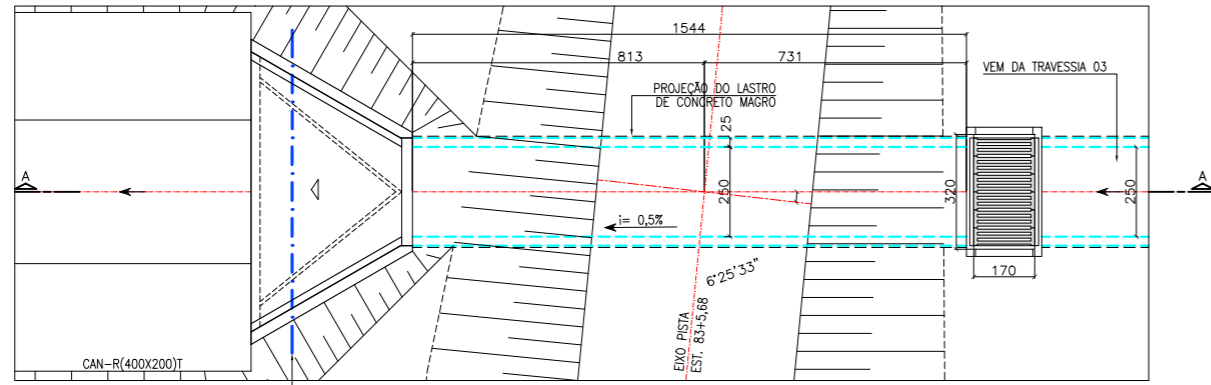 1544
813
731
VEM DA TRAVESSIA 03
PROJEÇÃO DO LASTRO
DE CONCRETO MAGRO
25
A
A
250
320
250
i= 0,5%
170
6°25'33"
EIXO PISTA
EST. 83+5,68
CAN-R(400X200)T